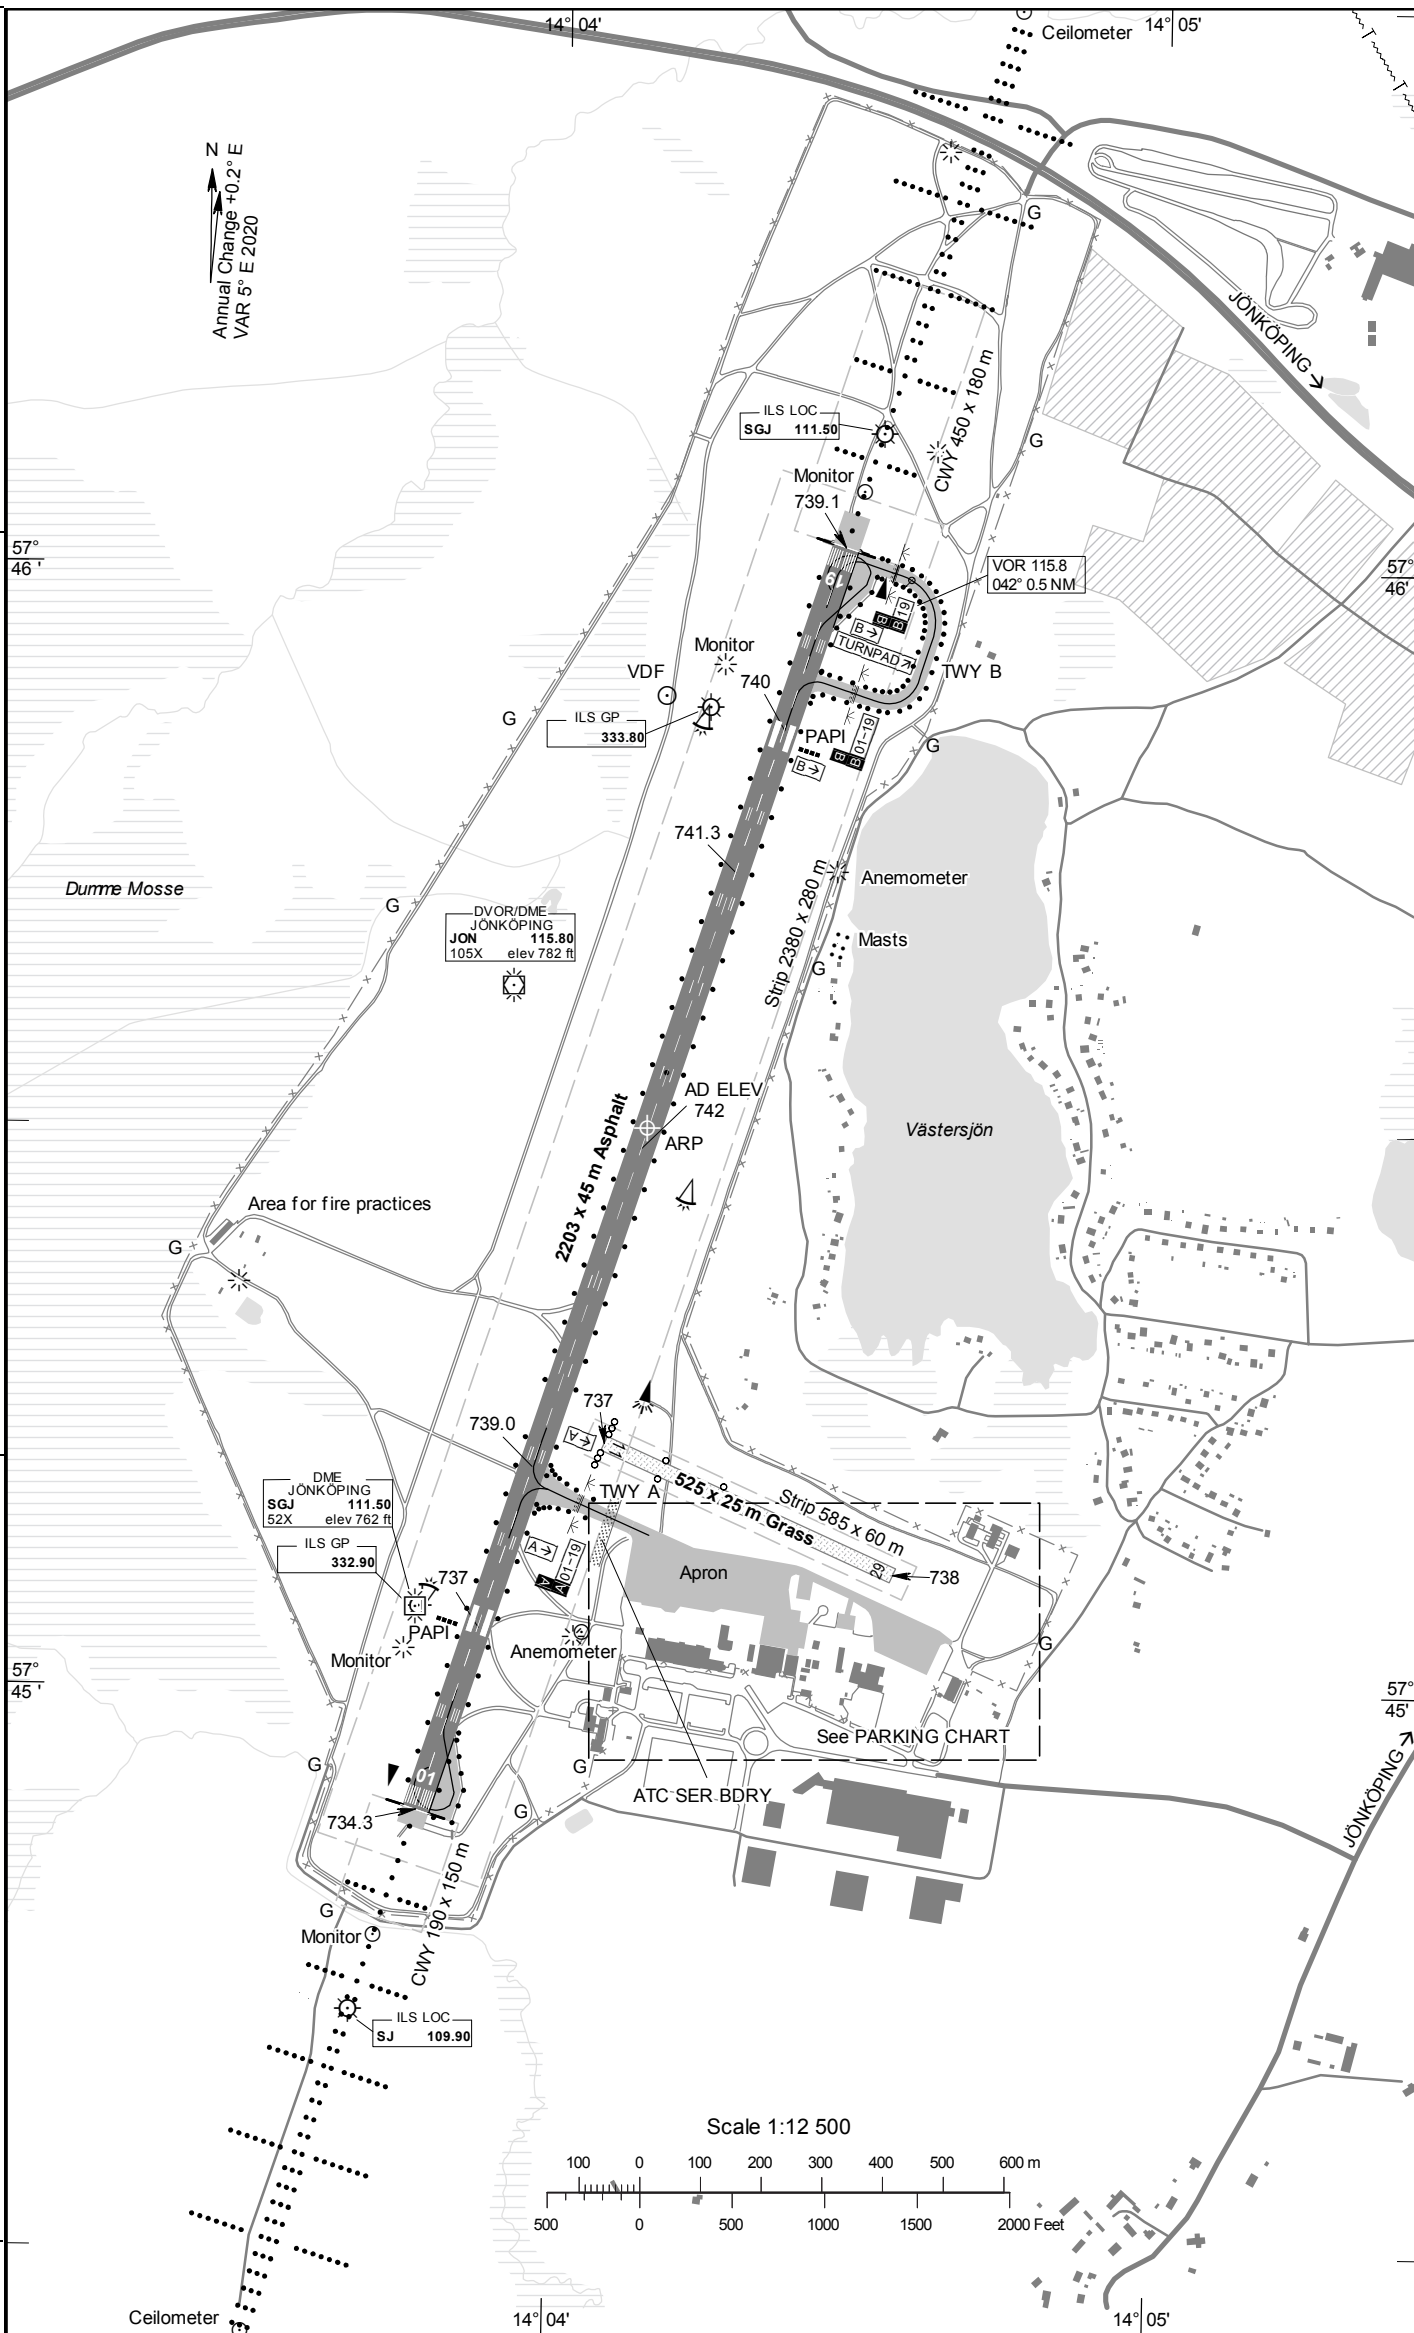 14° 04'
Ceilometer
14° 05'
T
T
N
Annual Change +0.2° E
VAR 5° E 2020
G
JÖNKÖPING
ILS LOC
SGJ 111.50
CWY 450 x 180 m
G
Monitor
739.1
57°
46'
VOR 115.8
042° 0.5 NM
57°
46'
19
B
B 19
B
TURNPAD
Monitor
VDF
740
TWY B
G
ILS GP
333.80
PAPI
B
B 01-19
B
G
741.3
Strip 2380 x 280 m
Anemometer
Dumme Mosse
G
DVOR/DME
JÖNKÖPING
JON 115.80
105X elev 782 ft
Masts
G
AD ELEV
742
2203 x 45 m Asphalt
ARP
Västersjön
Area for fire practices
G
737
739.0
A
11
DME
JÖNKÖPING
SGJ 111.50
52X elev 762 ft
TWY A
525 x 25 m Grass
Strip 585 x 60 m
ILS GP
332.90
A
A 01-19
Apron
29
738
737
PAPI
Monitor
Anemometer
G
57°
45'
57°
45'
See PARKING CHART
G
G
01
ATC SER BDRY
G
734.3
JÖNKÖPING
CWY 190 x 150 m
G
Monitor
ILS LOC
SJ 109.90
Scale 1:12 500
100 0 100 200 300 400 500 600 m
500 0 500 1000 1500 2000 Feet
Ceilometer
14° 04'
14° 05'